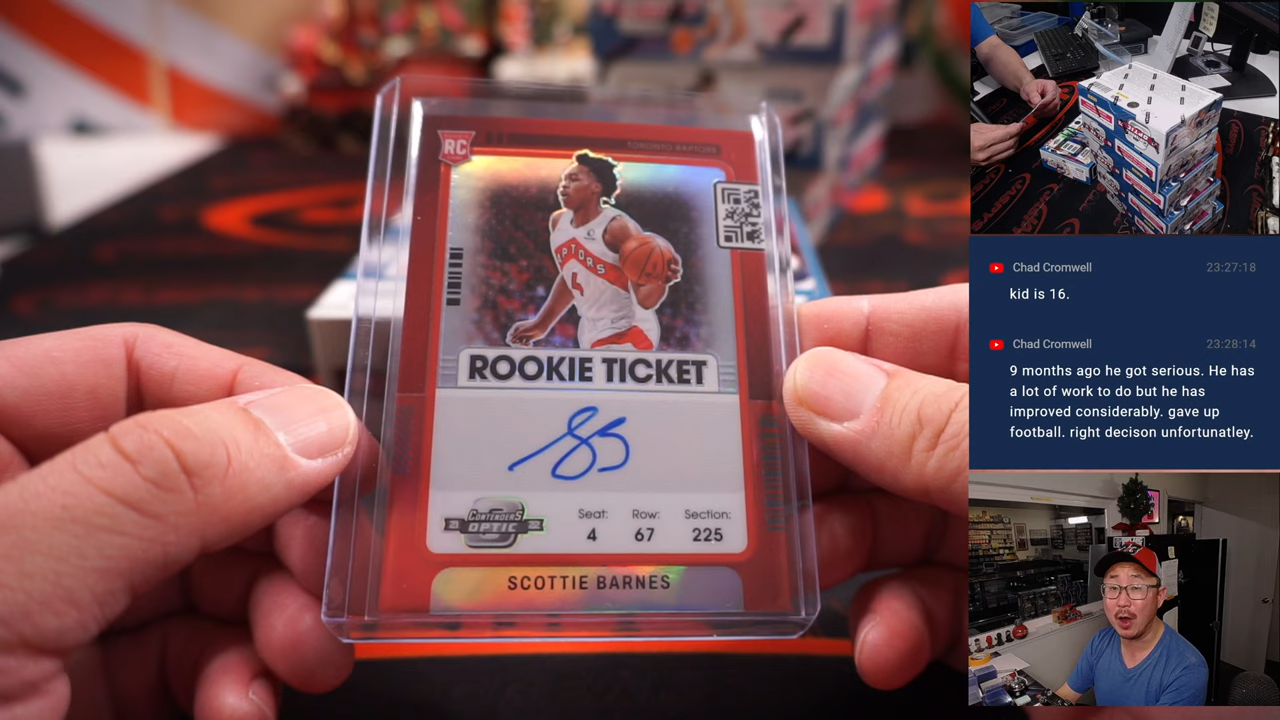 RC
TORONTO RAPTORS
RAPTORS
4
ROOKIE TICKET
Seat: Row: Section:
4 67 225
21 CONTENDERS 22
OPTIC
SCOTTIE BARNES
Chad Cromwell 23:27:18
kid is 16.
Chad Cromwell 23:28:14
9 months ago he got serious. He has
a lot of work to do but he has
improved considerably. gave up
football. right decison unfortunatley.